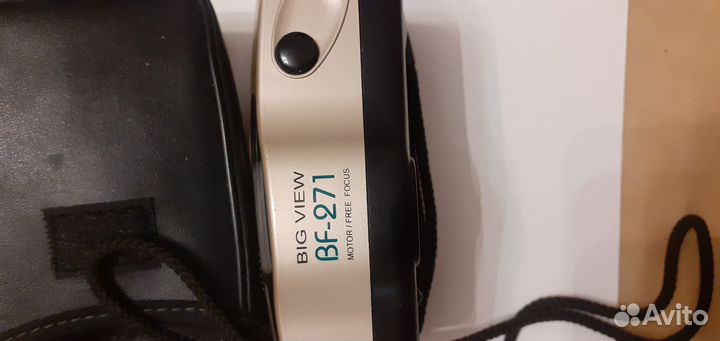 BIG VIEW
BF-271
MOTOR / FREE FOCUS
Avito